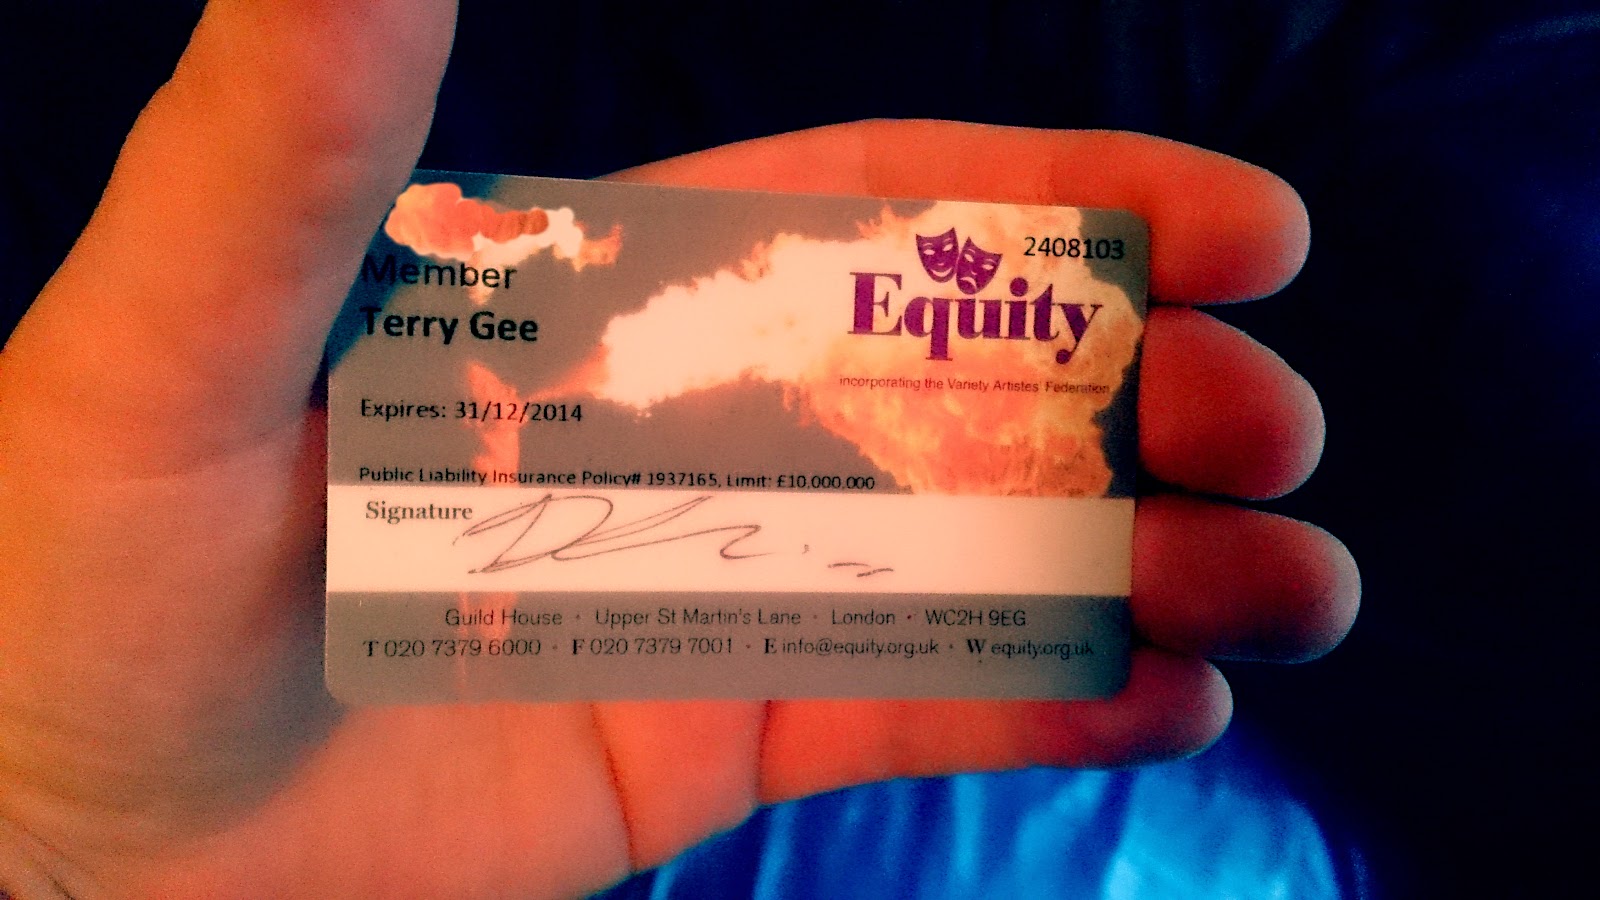 2408103
Equity
incorporating the Variety Artistes' Federation
Member
Terry Gee
Expires: 31/12/2014
Public Liability Insurance Policy# 1937165, Limit: £10,000,000
Signature
Guild House · Upper St Martin's Lane · London · WC2H 9EG
T 020 7379 6000 · F 020 7379 7001 · E info@equity.org.uk · W equity.org.uk